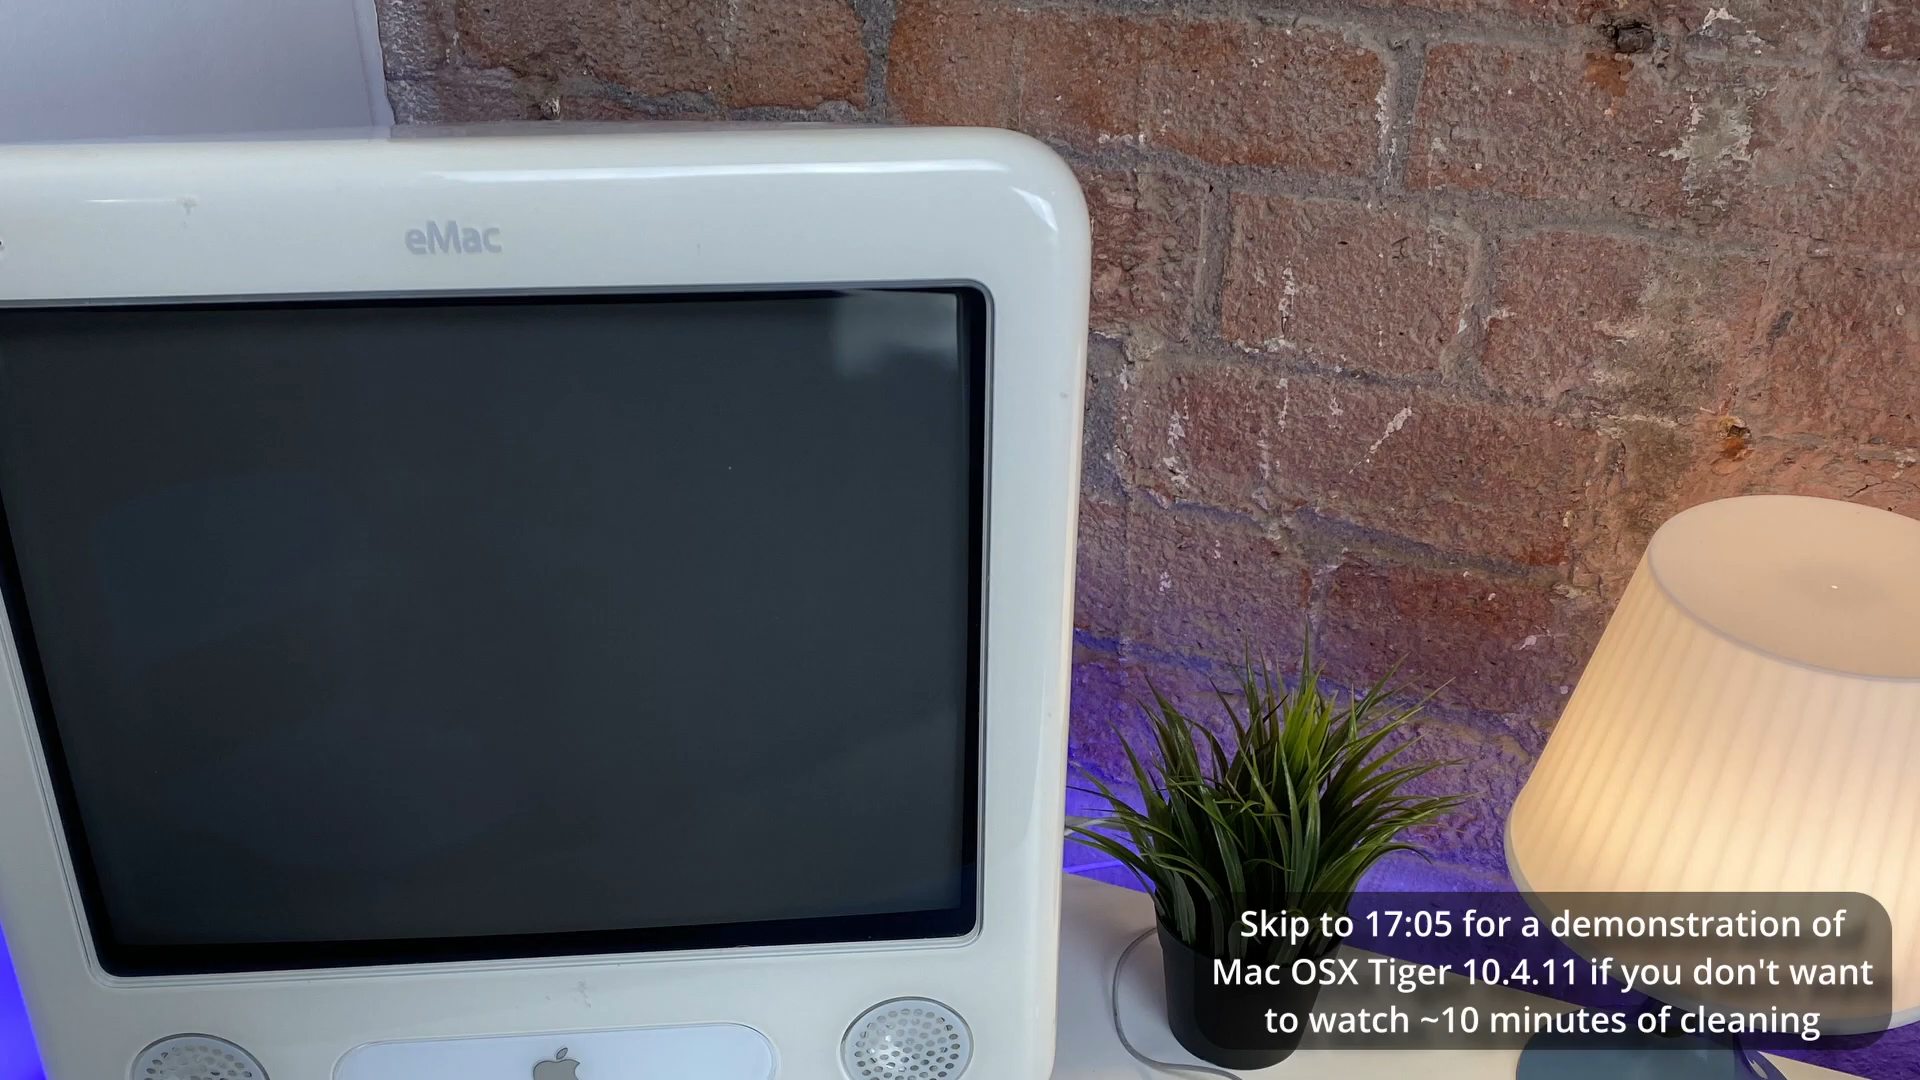 eMac
Skip to 17:05 for a demonstration of
Mac OSX Tiger 10.4.11 if you don't want
to watch ~10 minutes of cleaning